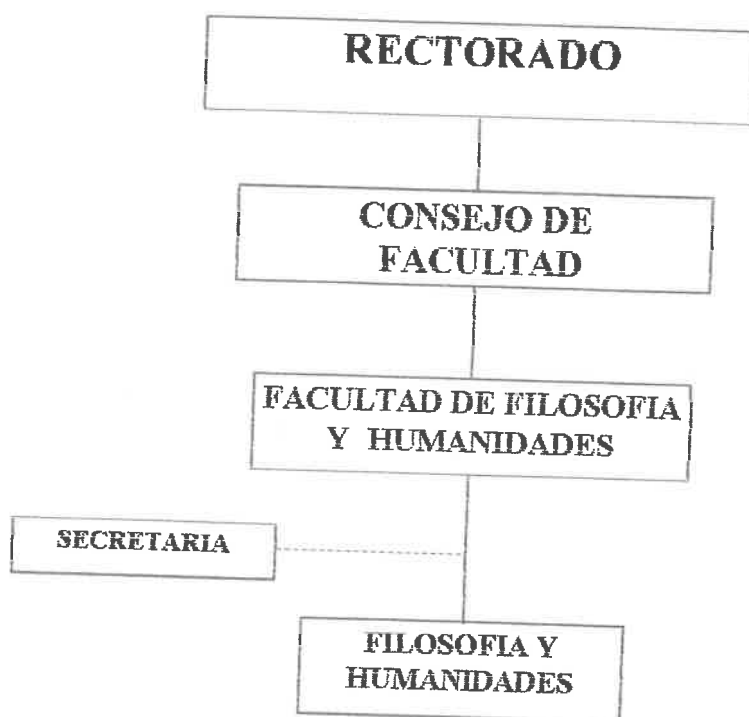 RECTORADO
CONSEJO DE
FACULTAD
FACULTAD DE FILOSOFIA
Y HUMANIDADES
SECRETARIA
FILOSOFIA Y
HUMANIDADES